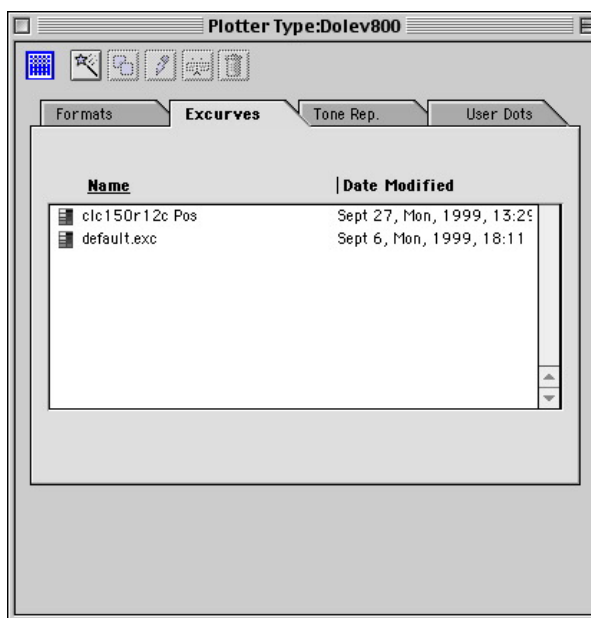 Plotter Type:Dolev800
Formats Excurves Tone Rep. User Dots
Name Date Modified
clc150r12c Pos Sept 27, Mon, 1999, 13:29
default.exc Sept 6, Mon, 1999, 18:11